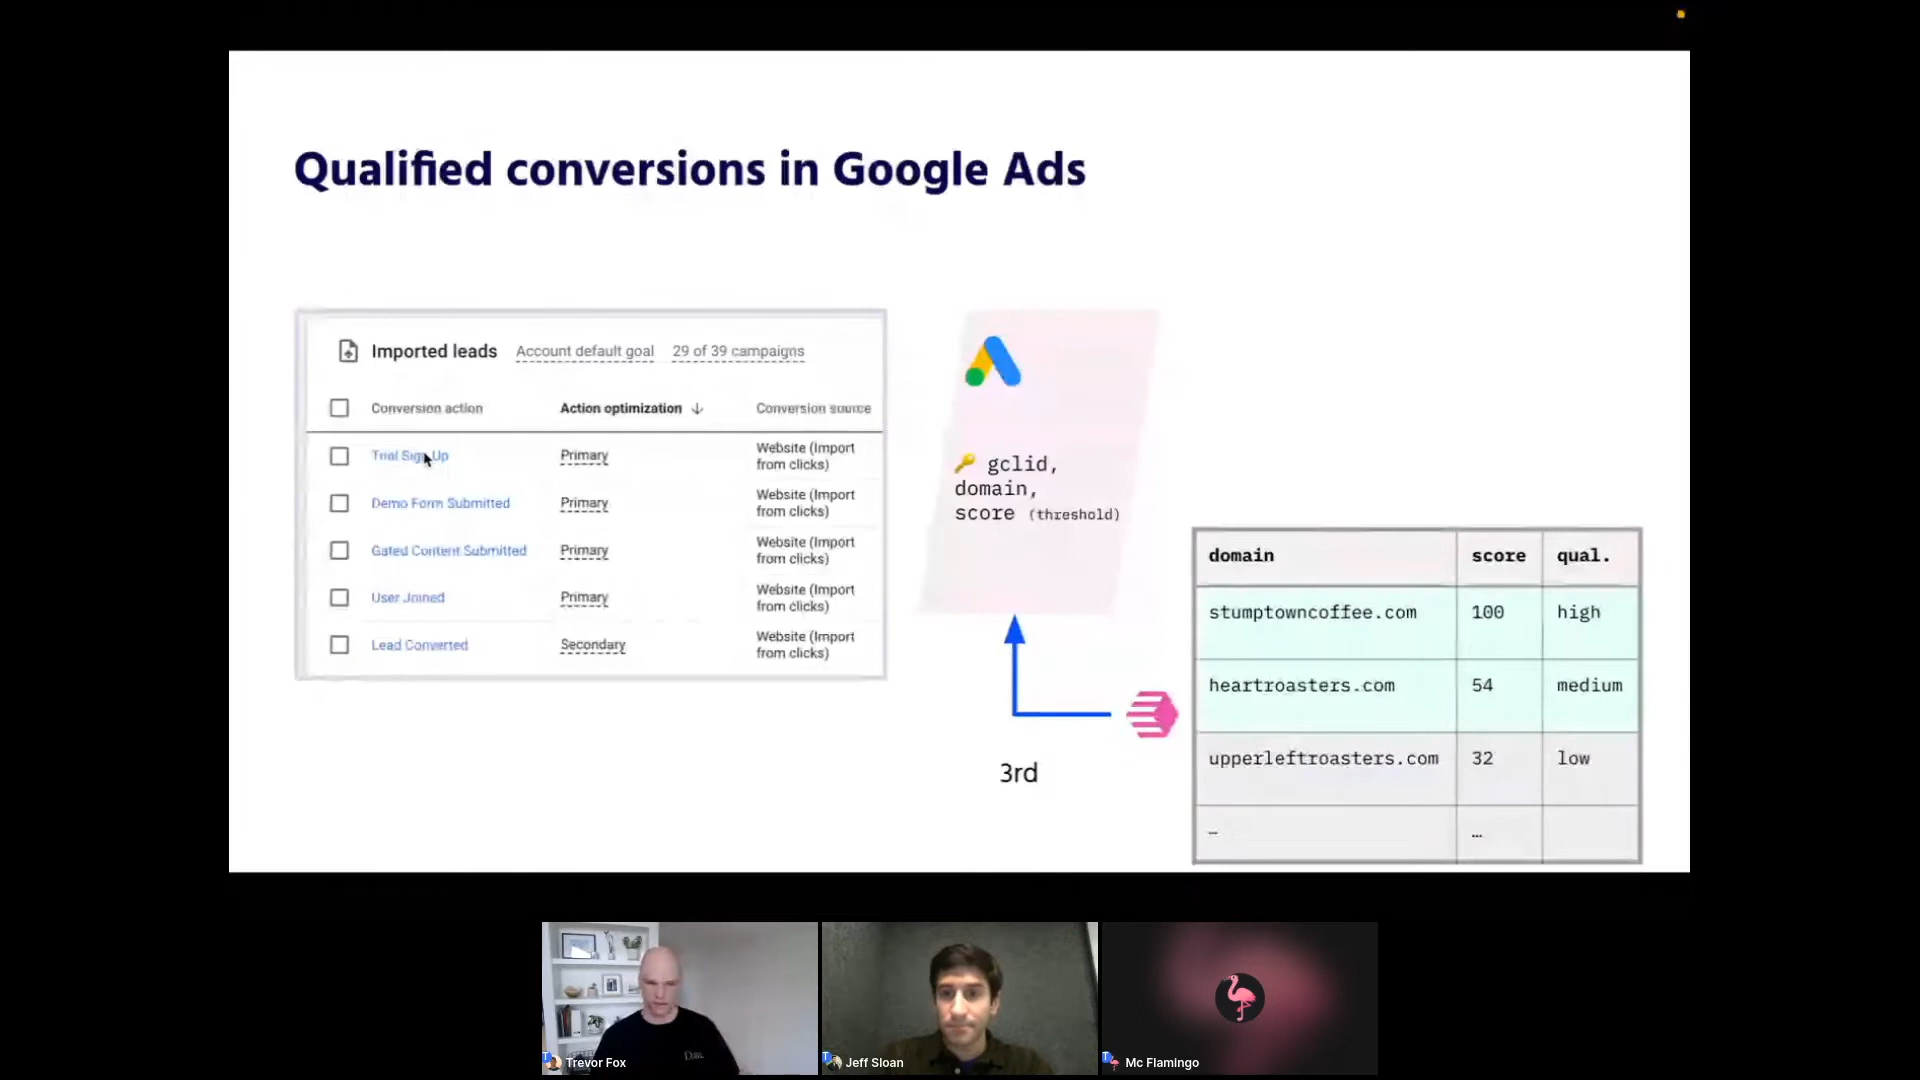 Qualified conversions in Google Ads
Imported leads Account default goal 29 of 39 campaigns
Conversion action Action optimization ↓ Conversion source
Trial Sign Up Primary Website (Import
from clicks)
Demo Form Submitted Primary Website (Import
from clicks)
Gated Content Submitted Primary Website (Import
from clicks)
User Joined Primary Website (Import
from clicks)
Lead Converted Secondary Website (Import
from clicks)
🔑 gclid,
domain,
score (threshold)
3rd
domain score qual.
stumptowncoffee.com 100 high
heartroasters.com 54 medium
upperleftroasters.com 32 low
… …
Trevor Fox
Jeff Sloan
Mc Flamingo